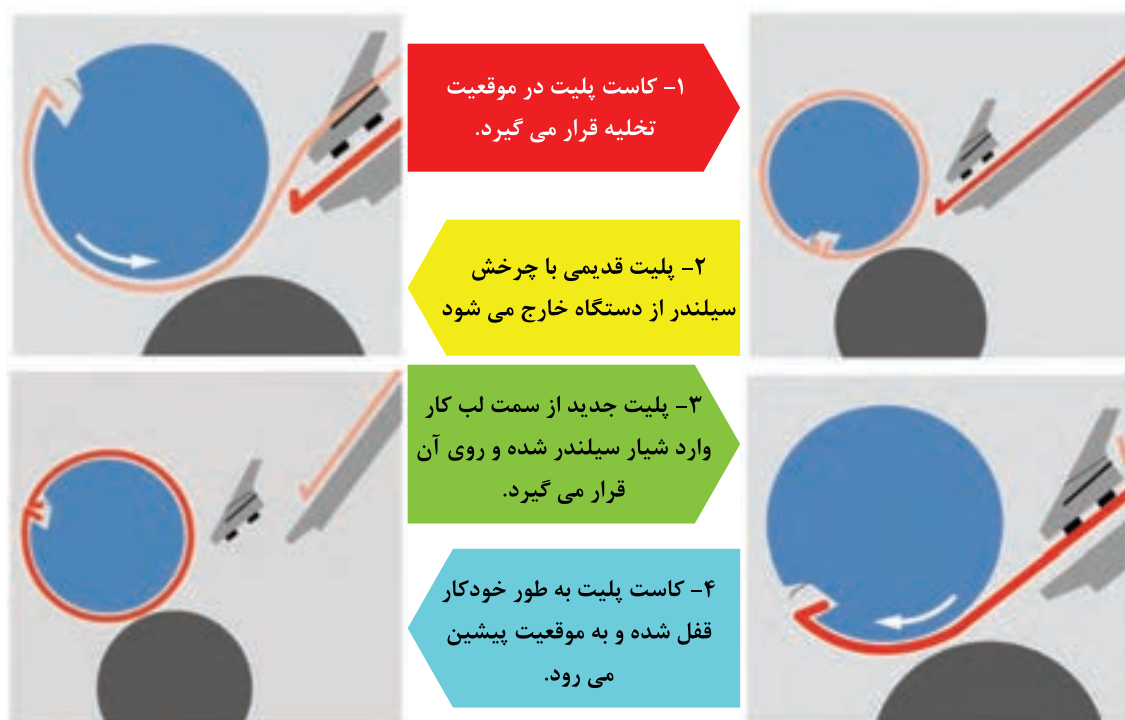 ۱- کاست پلیت در موقعیت
تخلیه قرار می گیرد.
۲- پلیت قدیمی با چرخش
سیلندر از دستگاه خارج می شود
۳- پلیت جدید از سمت لب کار
وارد شیار سیلندر شده و روی آن
قرار می گیرد.
۴- کاست پلیت به طور خودکار
قفل شده و به موقعیت پیشین
می رود.